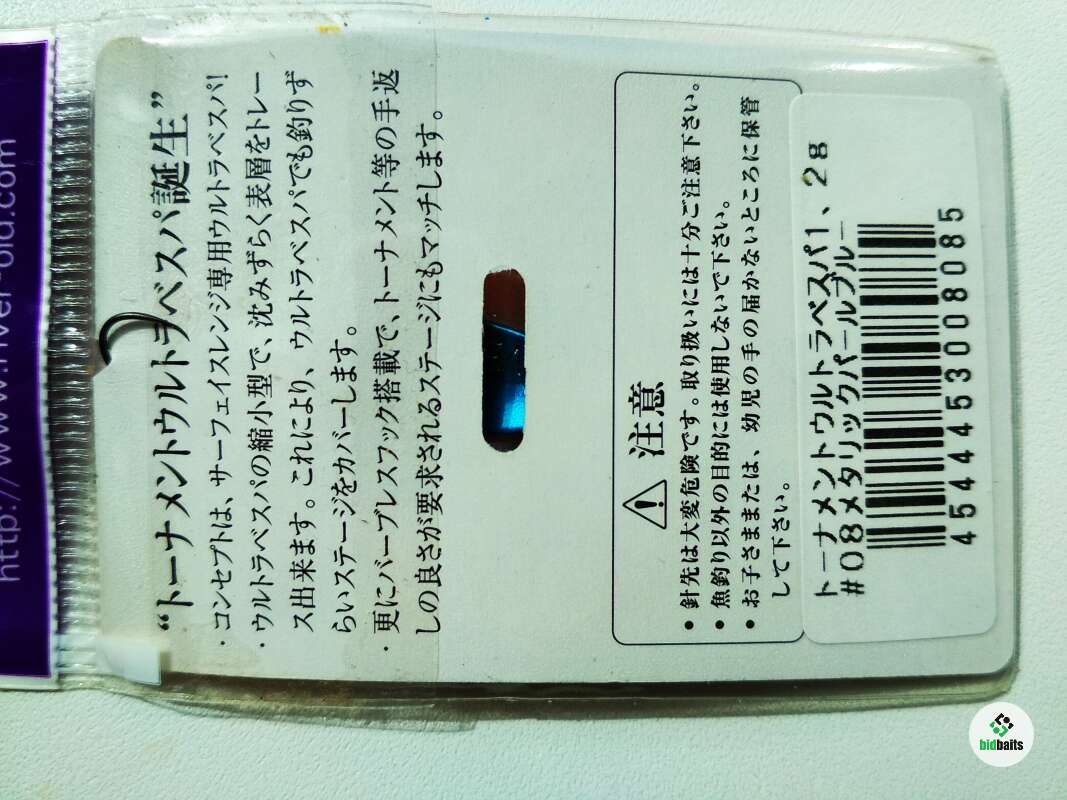 http://www.river-old.com
“トーナメントウルトラベスパ誕生”
・コンセプトは、サーフェイスレンジ専用ウルトラベスパ!
・ウルトラベスパの縮小型で、沈みずらく表層をトレー
ス出来ます。これにより、ウルトラベスパでも釣りず
らいステージをカバーします。
・更にバーブレスフック搭載で、トーナメント等の手返
しの良さが要求されるステージにもマッチします。
注意
● 針先は大変危険です。取り扱いには十分ご注意下さい。
● 魚釣り以外の目的には使用しないで下さい。
● お子さままたは、幼児の手の届かないところに保管
して下さい。
トーナメントウルトラベスパ1、2g
#08メタリックパールブルー
4544453008085
bidbaits